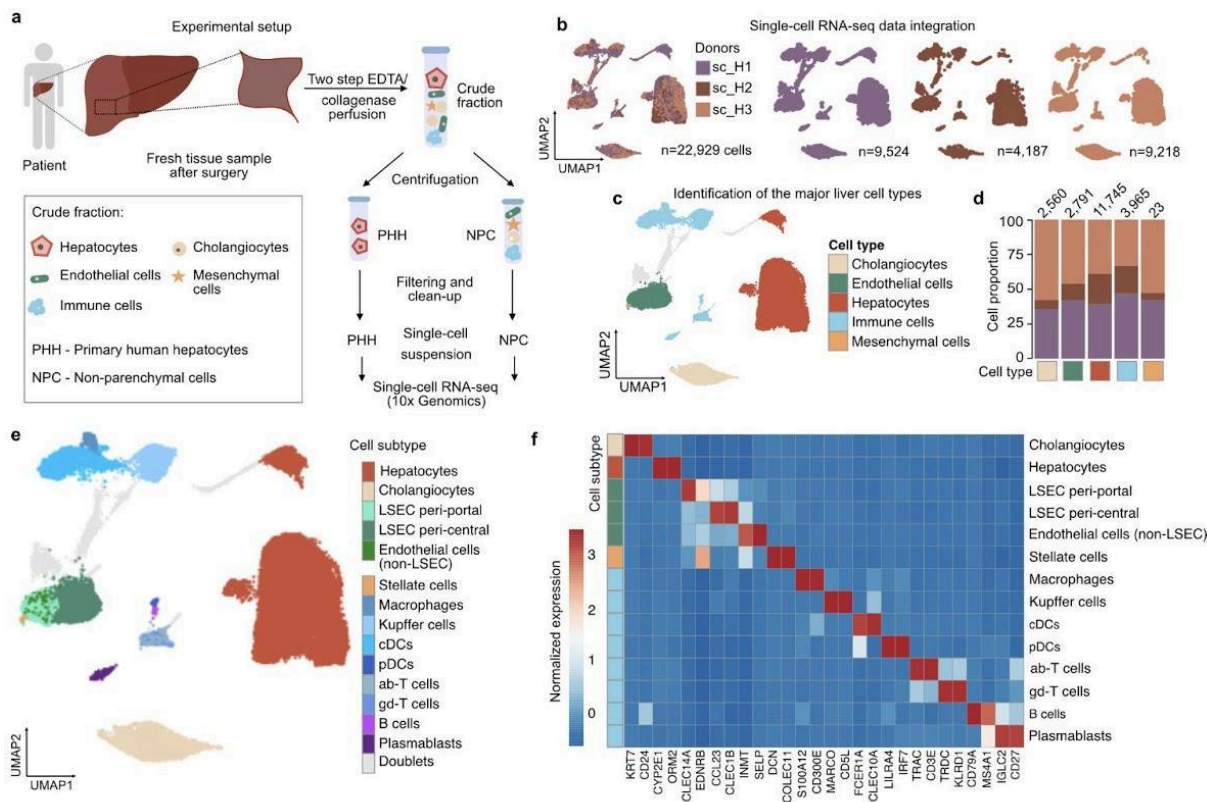 a
Experimental setup
Two step EDTA/
collagenase
perfusion
Crude
fraction
Patient
Fresh tissue sample
after surgery
Centrifugation
PHH
NPC
Filtering and
clean-up
PHH
Single-cell
suspension
NPC
Single-cell RNA-seq
(10x Genomics)
Crude fraction:
Hepatocytes
Cholangiocytes
Endothelial cells
Mesenchymal
cells
Immune cells
PHH - Primary human hepatocytes
NPC - Non-parenchymal cells
b
Single-cell RNA-seq data integration
Donors
sc_H1
sc_H2
sc_H3
UMAP2
UMAP1
n=22,929 cells
n=9,524
n=4,187
n=9,218
c
Identification of the major liver cell types
Cell type
Cholangiocytes
Endothelial cells
Hepatocytes
Immune cells
Mesenchymal cells
UMAP2
UMAP1
d
2,560
2,791
11,745
3,965
23
Cell proportion
100
75
50
25
0
Cell type
e
Cell subtype
Hepatocytes
Cholangiocytes
LSEC peri-portal
LSEC peri-central
Endothelial cells
(non-LSEC)
Stellate cells
Macrophages
Kupffer cells
cDCs
pDCs
ab-T cells
gd-T cells
B cells
Plasmablasts
Doublets
UMAP2
UMAP1
f
Cell subtype
Normalized expression
3
2
1
0
Cholangiocytes
Hepatocytes
LSEC peri-portal
LSEC peri-central
Endothelial cells (non-LSEC)
Stellate cells
Macrophages
Kupffer cells
cDCs
pDCs
ab-T cells
gd-T cells
B cells
Plasmablasts
KRT7
CD24
CYP2E1
ORM2
CLEC14A
EDNRB
CCL23
CLEC1B
INMT
SELP
DCN
COLEC11
S100A12
CD300E
MARCO
CD5L
FCER1A
CLEC10A
LILRA4
IRF7
TRAC
CD3E
TRDC
KLRD1
CD79A
MS4A1
IGLC2
CD27